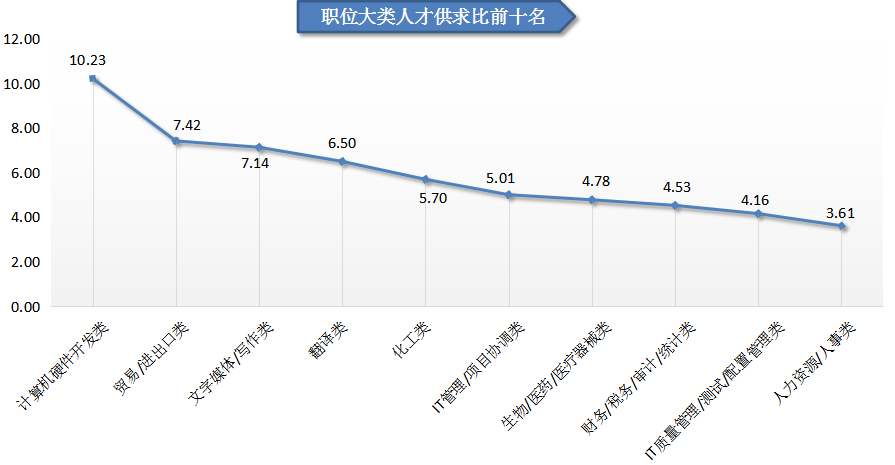 职位大类人才供求比前十名
12.00
10.00
8.00
6.00
4.00
2.00
0.00
10.23
7.42
7.14
6.50
5.70
5.01
4.78
4.53
4.16
3.61
计算机硬件开发类
贸易/进出口类
文字媒体/写作类
翻译类
化工类
IT管理/项目协调类
生物/医药/医疗器械类
财务/税务/审计/统计类
IT质量管理/测试/配置管理类
人力资源/人事类